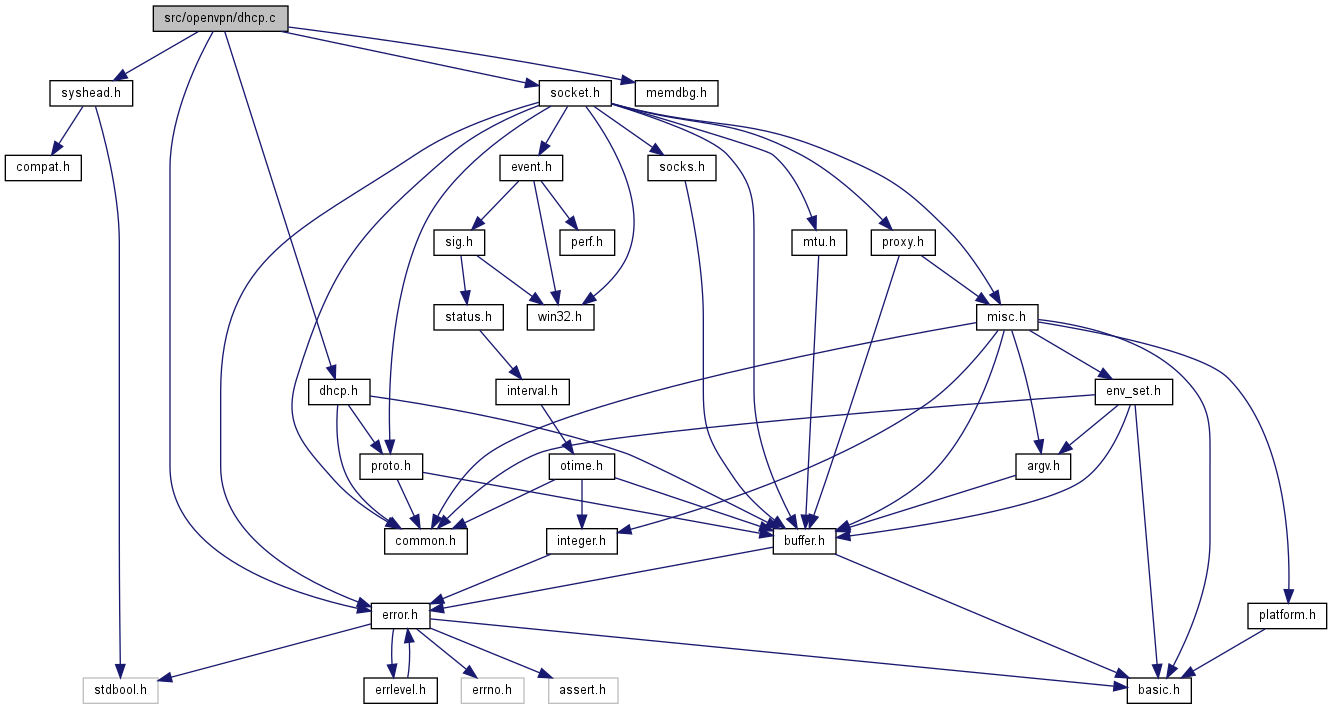 src/openvpn/dhcp.c
syshead.h
socket.h
memdbg.h
compat.h
event.h
socks.h
sig.h
perf.h
mtu.h
proxy.h
status.h
win32.h
misc.h
dhcp.h
interval.h
env_set.h
proto.h
otime.h
argv.h
common.h
integer.h
buffer.h
error.h
platform.h
stdbool.h
errlevel.h
errno.h
assert.h
basic.h